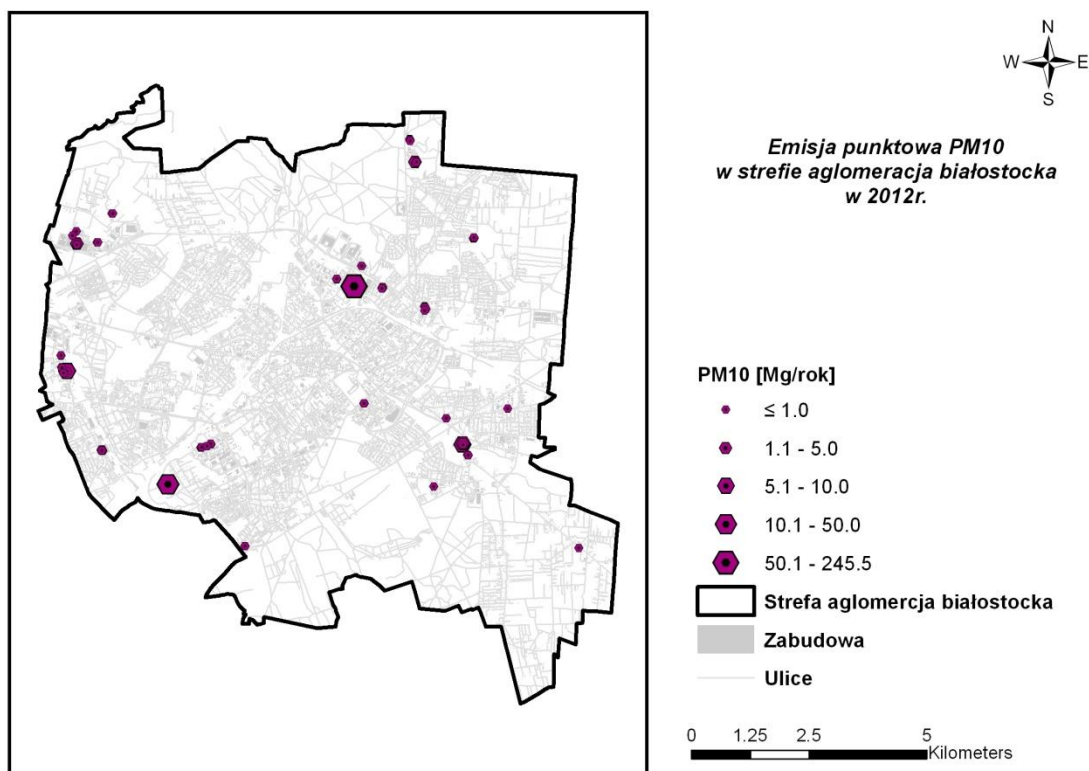 N
W E
S
Emisja punktowa PM10
w strefie aglomeracja białostocka
w 2012r.
PM10 [Mg/rok]
≤ 1.0
1.1 - 5.0
5.1 - 10.0
10.1 - 50.0
50.1 - 245.5
Strefa aglomercja białostocka
Zabudowa
Ulice
0 1.25 2.5 5
Kilometers